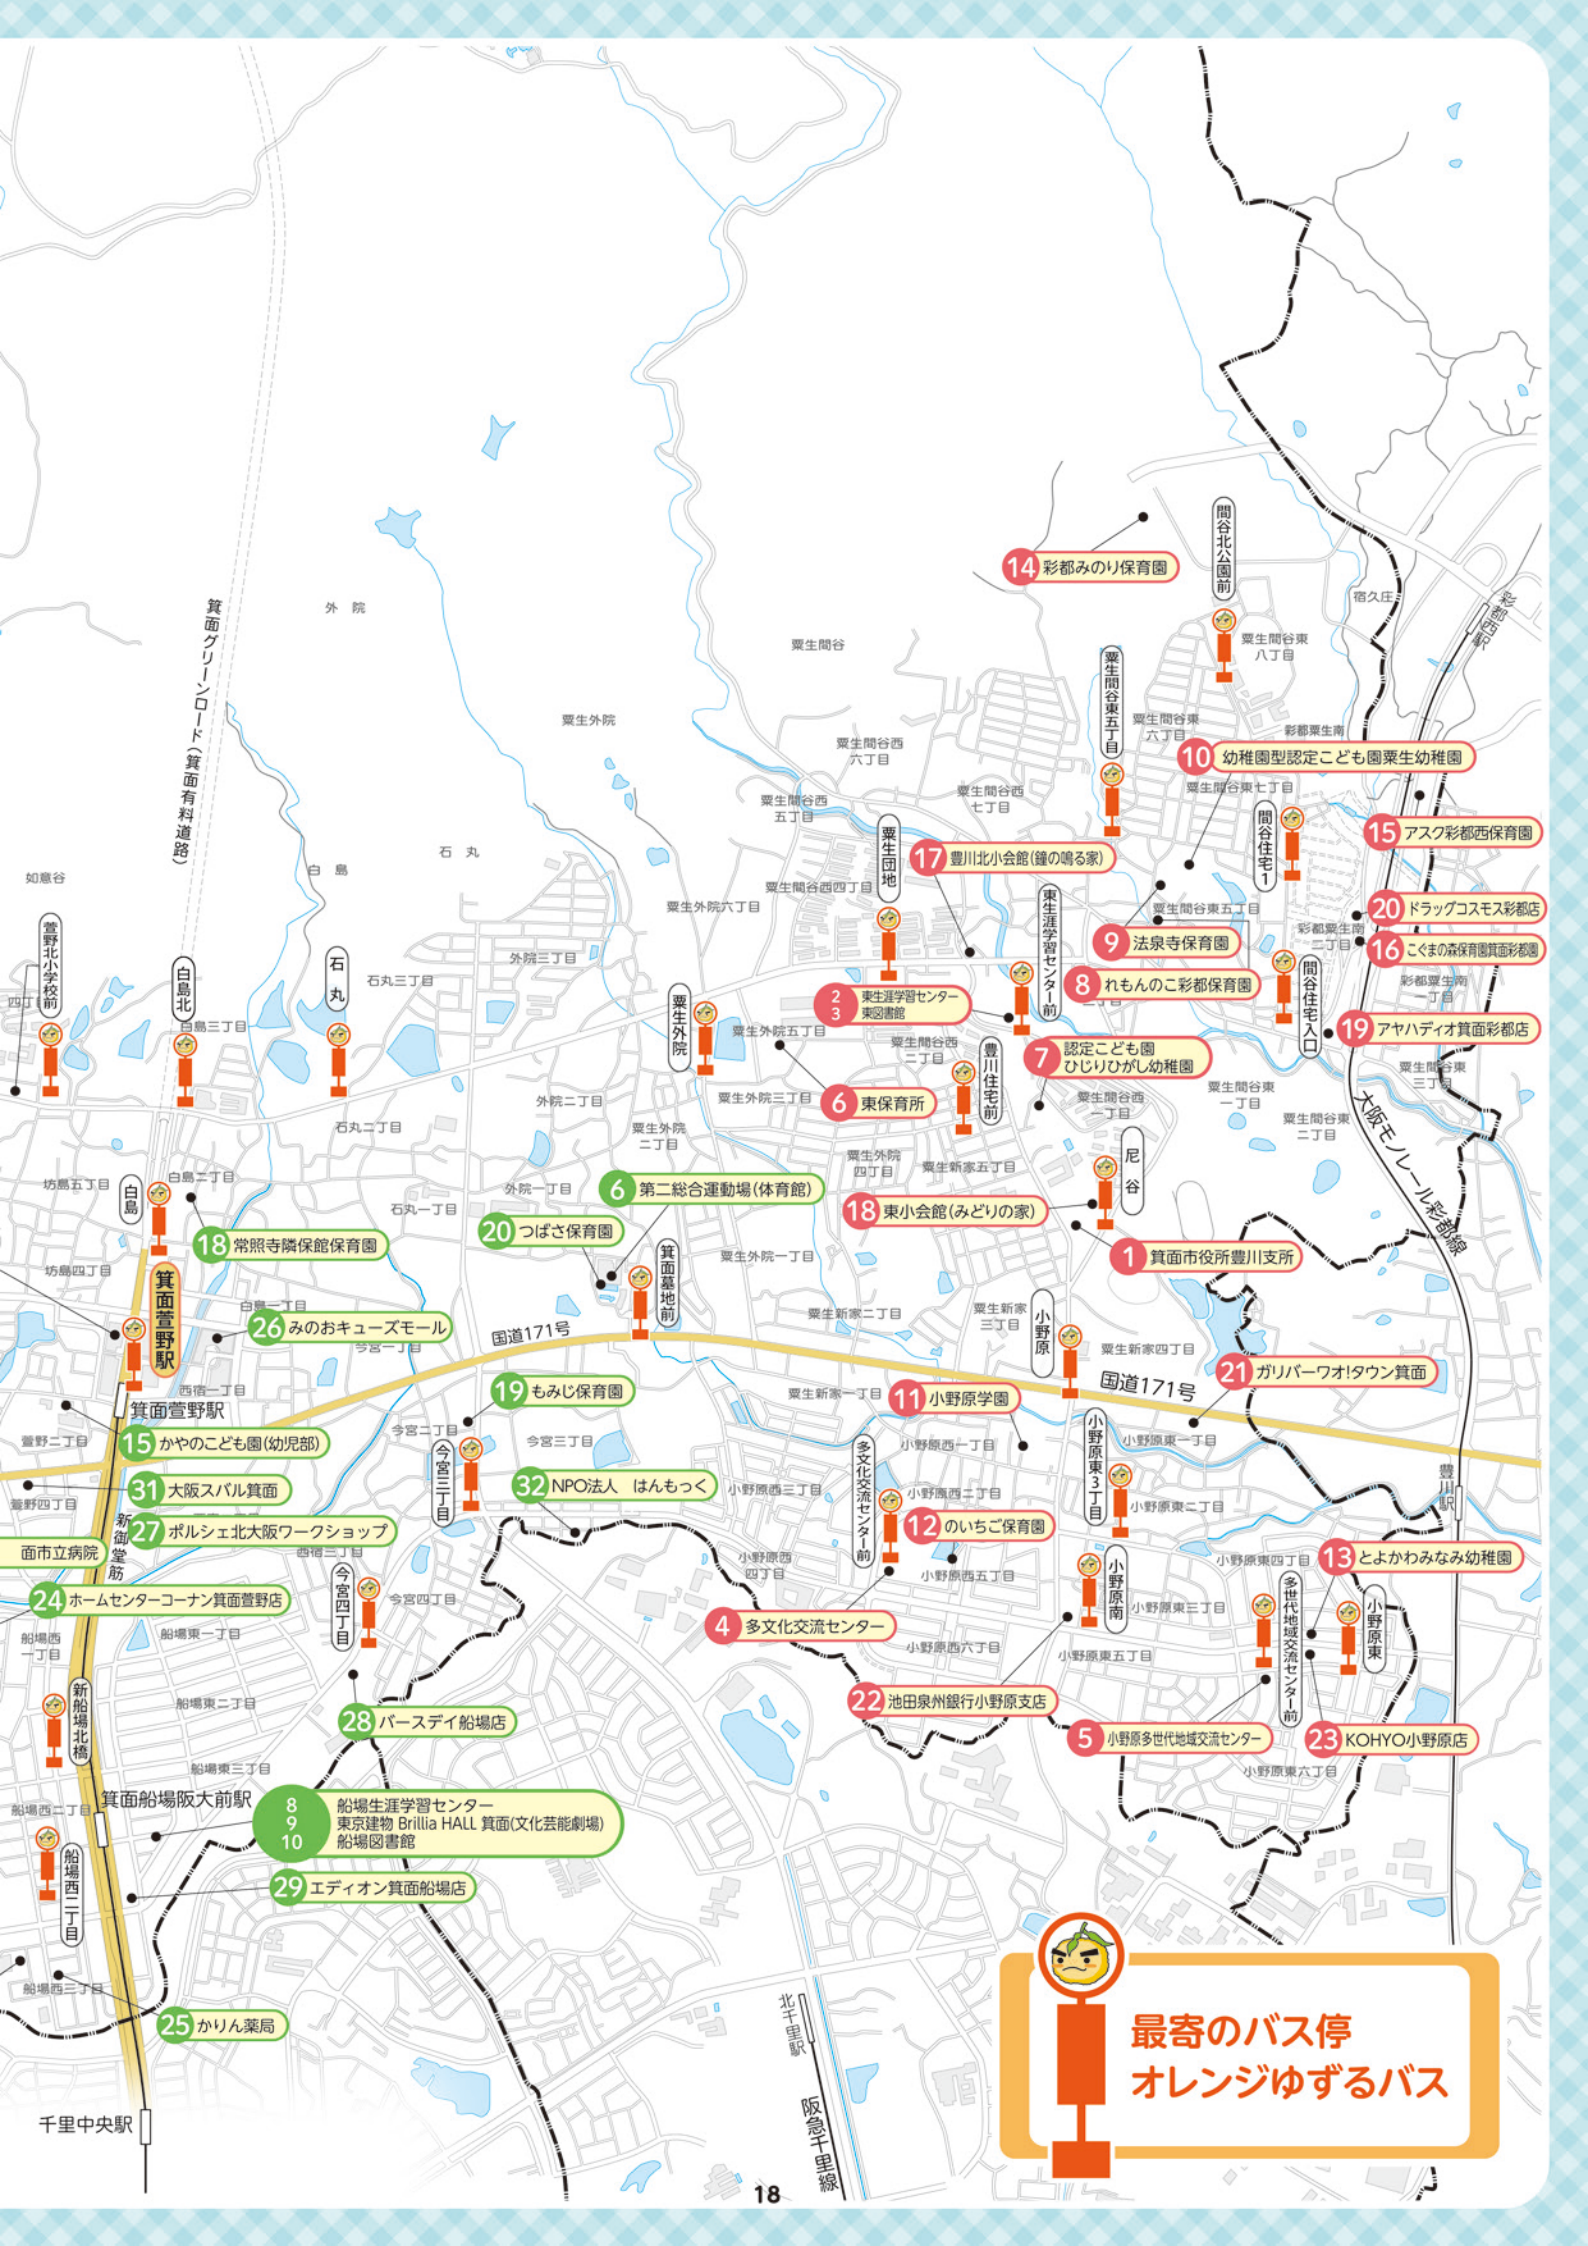 14 彩都みのり保育園
間谷北公園前
宿久庄
彩都西駅
箕面グリーンロード(箕面有料道路)
外 院
粟生間谷
粟生間谷東
八丁目
粟生間谷東五丁目
粟生外院
粟生間谷東
六丁目
彩都粟生南
粟生間谷西
六丁目
10 幼稚園型認定こども園粟生幼稚園
粟生間谷東七丁目
粟生間谷西
五丁目
粟生間谷西
七丁目
間谷住宅1
15 アスク彩都西保育園
粟生団地
17 豊川北小会館(鐘の鳴る家)
石 丸
白 島
如意谷
粟生間谷西四丁目
粟生外院六丁目
東生涯学習センター前
粟生間谷東五丁目
20 ドラッグコスモス彩都店
彩都粟生南
二丁目
16 こぐまの森保育園箕面彩都園
9 法泉寺保育園
8 れもんのこ彩都保育園
間谷住宅入口
彩都粟生南
一丁目
萱野北小学校前
白島北
石丸
石丸三丁目
外院三丁目
粟生外院
2
3
東生涯学習センター
東図書館
白島三丁目
粟生外院五丁目
粟生間谷西
二丁目
豊川住宅前
7 認定こども園
ひじりひがし幼稚園
19 アヤハディオ箕面彩都店
粟生間谷東
三丁目
外院二丁目
粟生外院三丁目
6 東保育所
粟生間谷西
一丁目
粟生間谷東
一丁目
粟生間谷東
二丁目
大阪モノレール彩都線
石丸二丁目
粟生外院
二丁目
粟生外院
四丁目
粟生新家五丁目
尼谷
坊島五丁目
白島
白島二丁目
外院一丁目
6 第二総合運動場(体育館)
石丸一丁目
18 東小会館(みどりの家)
20 つばさ保育園
18 常照寺隣保館保育園
箕面墓地前
粟生外院一丁目
1 箕面市役所豊川支所
坊島四丁目
箕面萱野駅
白島一丁目
26 みのおキューズモール
今宮一丁目
国道171号
粟生新家二丁目
粟生新家
三丁目
小野原
粟生新家四丁目
21 ガリバーワオ!タウン箕面
国道171号
西宿一丁目
箕面萱野駅
19 もみじ保育園
粟生新家一丁目
11 小野原学園
萱野二丁目
15 かやのこども園(幼児部)
今宮二丁目
今宮三丁目
今宮三丁目
多文化交流センター前
小野原西一丁目
小野原東3丁目
小野原東一丁目
豊川駅
31 大阪スバル箕面
萱野四丁目
32 NPO法人 はんもっく
小野原西三丁目
小野原西二丁目
小野原東二丁目
新御堂筋
27 ポルシェ北大阪ワークショップ
12 のいちご保育園
面市立病院
西宿三丁目
今宮四丁目
小野原西
四丁目
小野原西五丁目
小野原南
小野原東四丁目
13 とよかわみなみ幼稚園
24 ホームセンターコーナン箕面萱野店
今宮四丁目
4 多文化交流センター
小野原東三丁目
多世代地域交流センター前
小野原東
船場西
一丁目
船場東一丁目
小野原西六丁目
小野原東五丁目
新船場北橋
船場東二丁目
28 バースデイ船場店
22 池田泉州銀行小野原支店
5 小野原多世代地域交流センター
23 KOHYO小野原店
船場東三丁目
小野原東六丁目
船場西二丁目
箕面船場阪大前駅
8
9
10
船場生涯学習センター
東京建物 Brillia HALL 箕面(文化芸能劇場)
船場図書館
船場西二丁目
29 エディオン箕面船場店
船場西三丁目
25 かりん薬局
北千里駅
阪急千里線
千里中央駅
最寄のバス停
オレンジゆずるバス
18